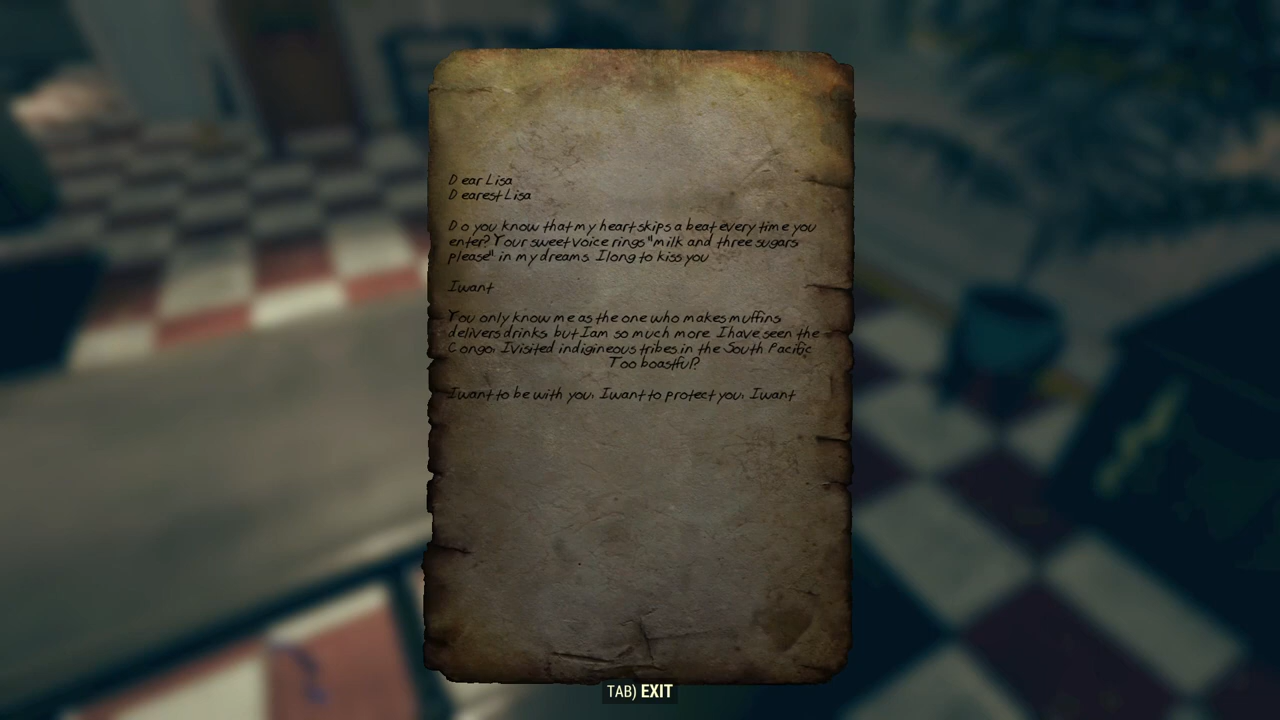 Dear Lisa
Dearest Lisa
Do you know that my heart skips a beat every time you
enter? Your sweet voice rings "milk and three sugars
please" in my dreams. I long to kiss you
I want
You only know me as the one who makes muffins
delivers drinks, but I am so much more. I have seen the
Congo. I visited indigineous tribes in the South Pacific
Too boastful?
I want to be with you. I want to protect you. I want
TAB) EXIT